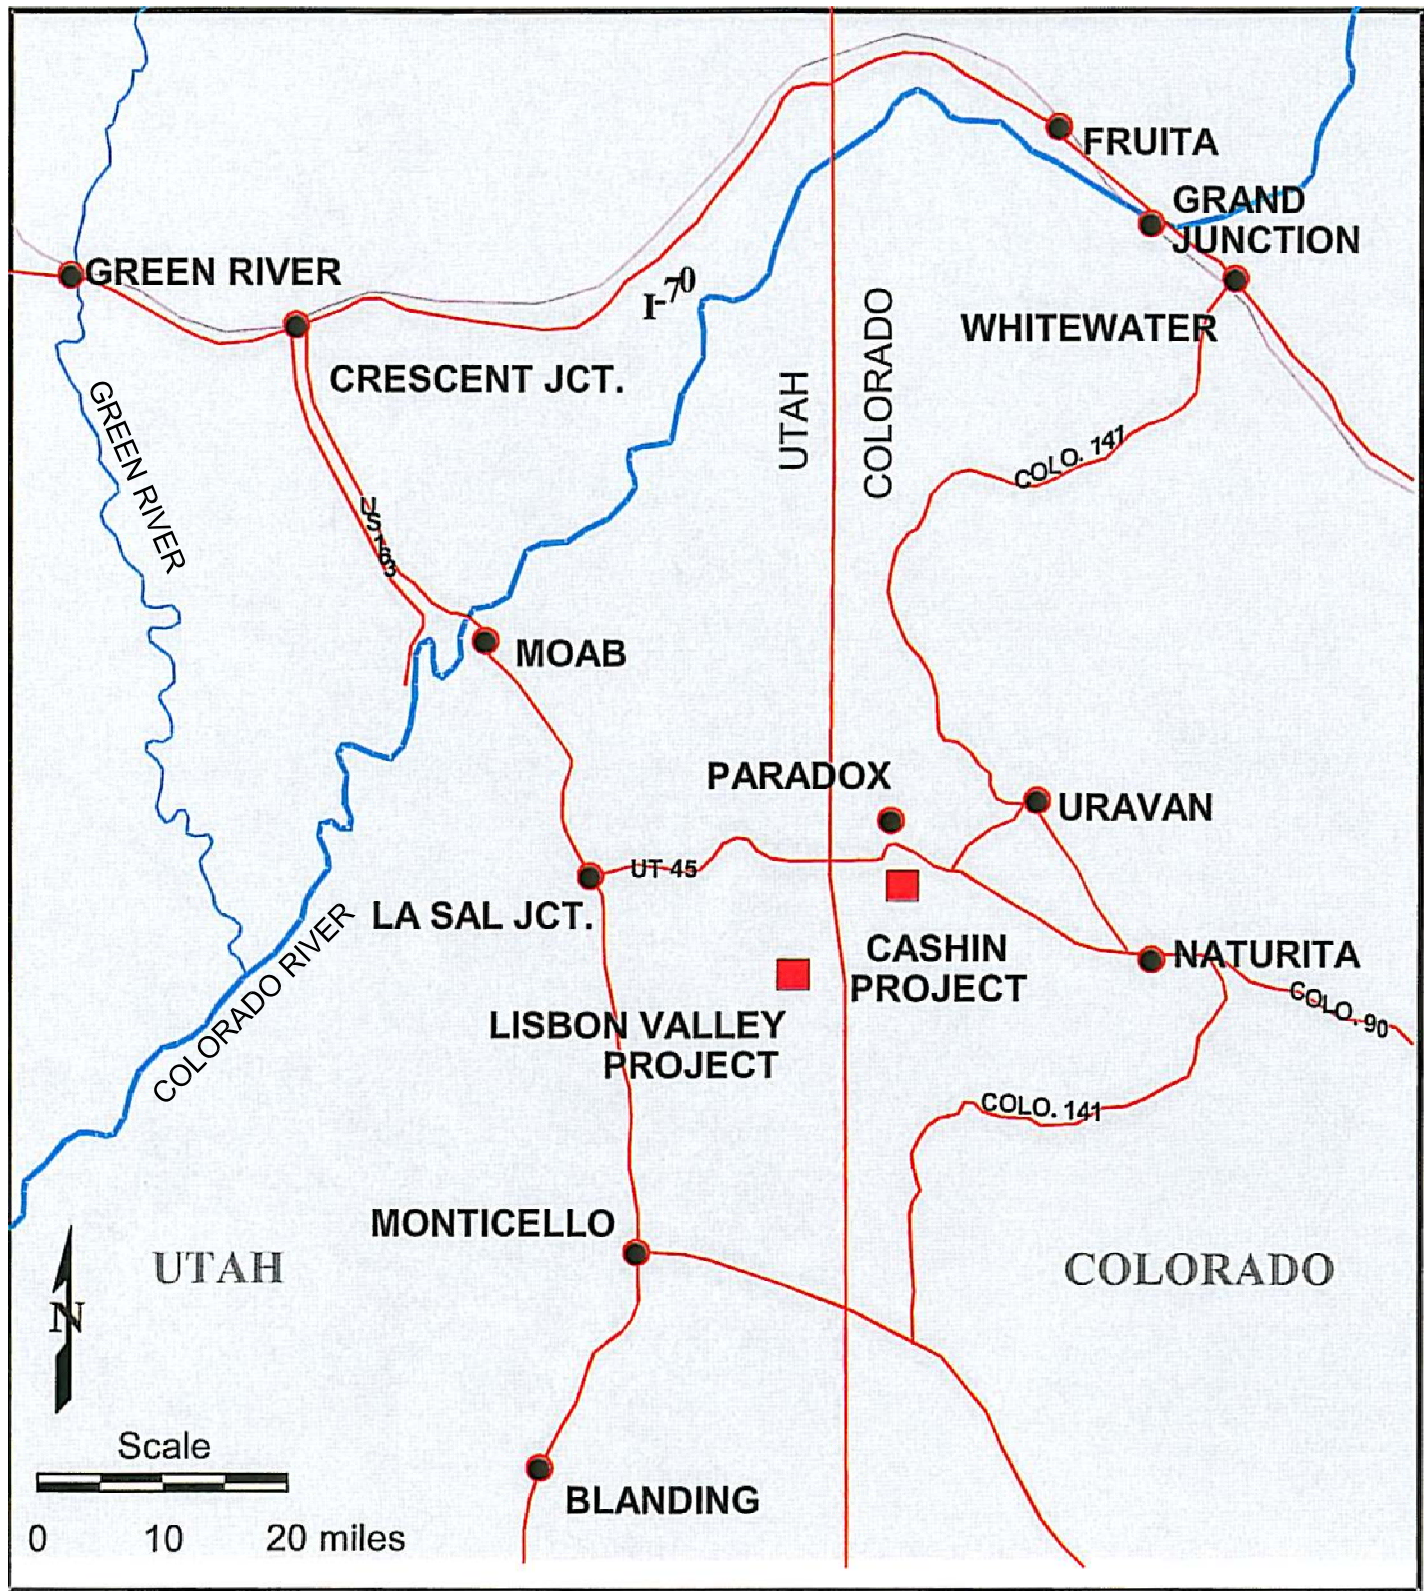 FRUITA
GRAND
JUNCTION
GREEN RIVER
I-70
WHITEWATER
CRESCENT JCT.
UTAH
COLORADO
GREEN RIVER
COLO. 141
US 163
MOAB
PARADOX
URAVAN
UT 45
LA SAL JCT.
COLORADO RIVER
CASHIN
PROJECT
NATURITA
COLO. 90
LISBON VALLEY
PROJECT
COLO. 141
MONTICELLO
UTAH
COLORADO
N
Scale
0 10 20 miles
BLANDING